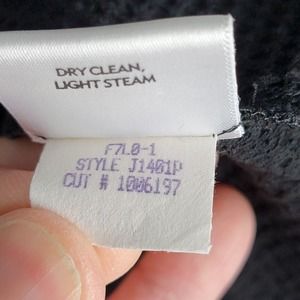 DRY CLEAN,
LIGHT STEAM
F7L0-1
STYLE J1401P
CUT # 1006197